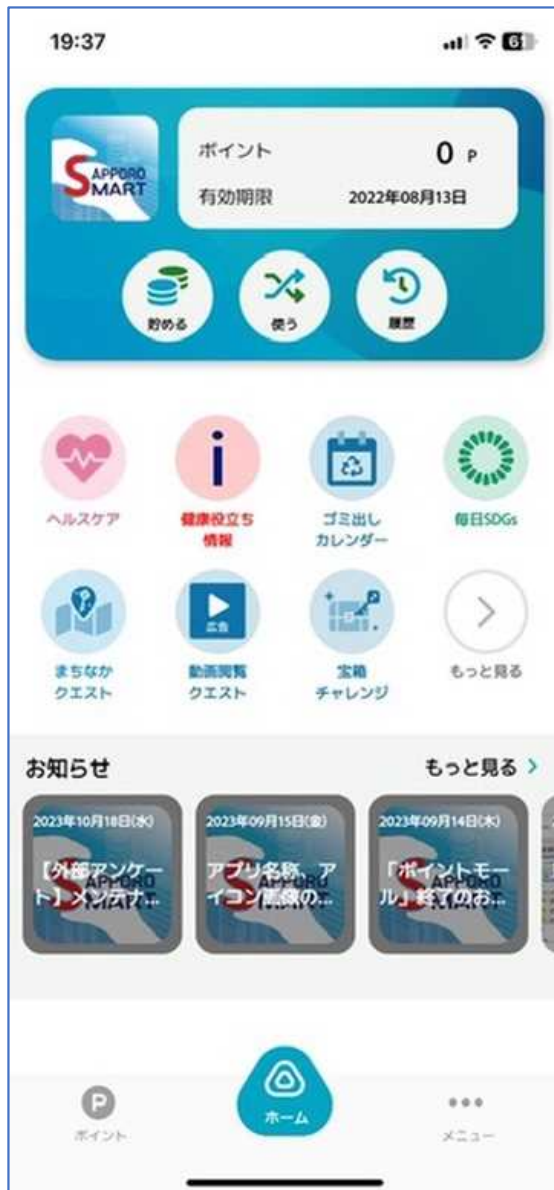 19:37
SAPPORO
SMART
ポイント
0 P
有効期限
2022年08月13日
貯める
使う
履歴
ヘルスケア
健康役立ち
情報
ゴミ出し
カレンダー
毎日SDGs
まちなか
クエスト
広告
動画閲覧
クエスト
宝箱
チャレンジ
もっと見る
お知らせ
もっと見る >
2023年10月18日(水)
【外部アンケー
ト】メンテナ...
2023年09月15日(金)
アプリ名称、ア
イコン画像の...
2023年09月14日(木)
「ポイントモー
ル」終了のお...
P
ポイント
ホーム
メニュー